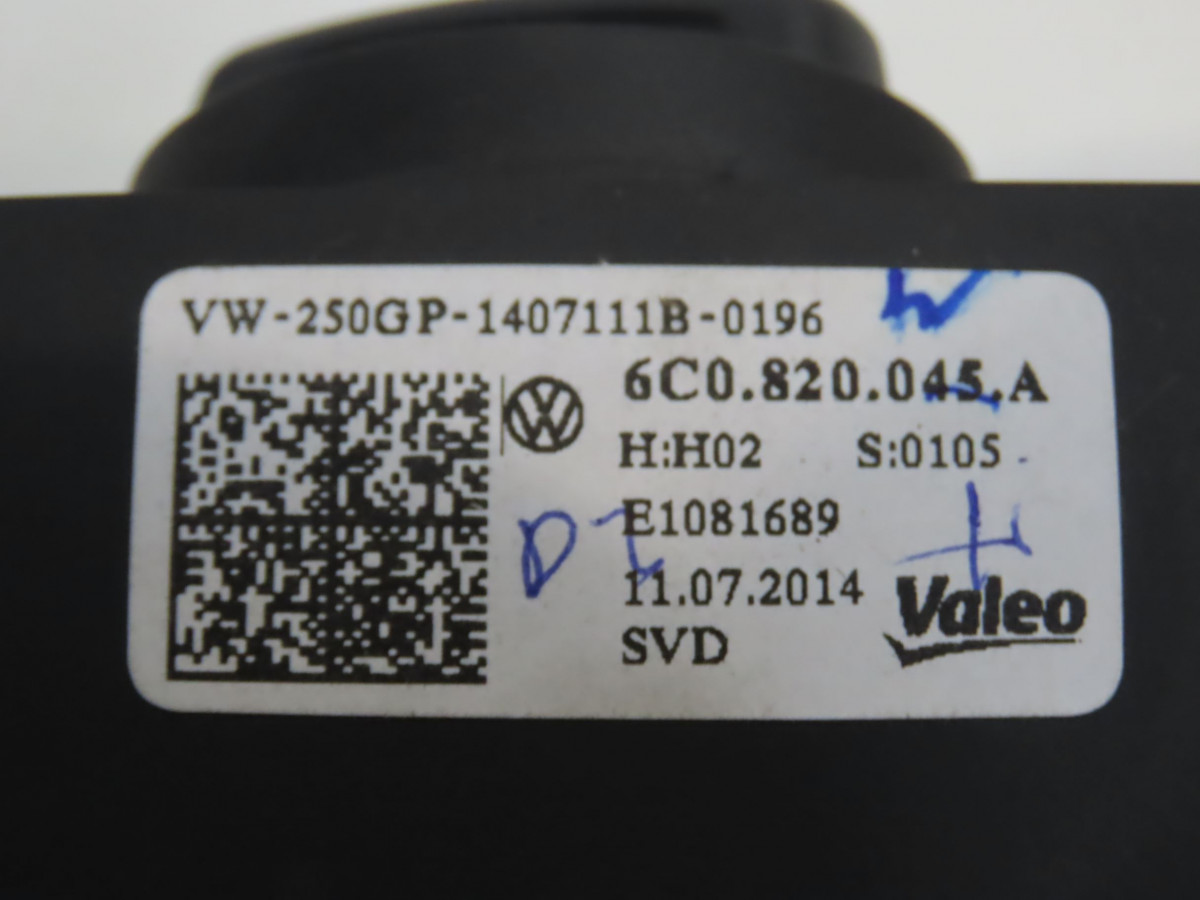 VW-250GP-1407111B-0196
6C0.820.045.A
H:H02 S:0105
E1081689
11.07.2014
SVD
Valeo